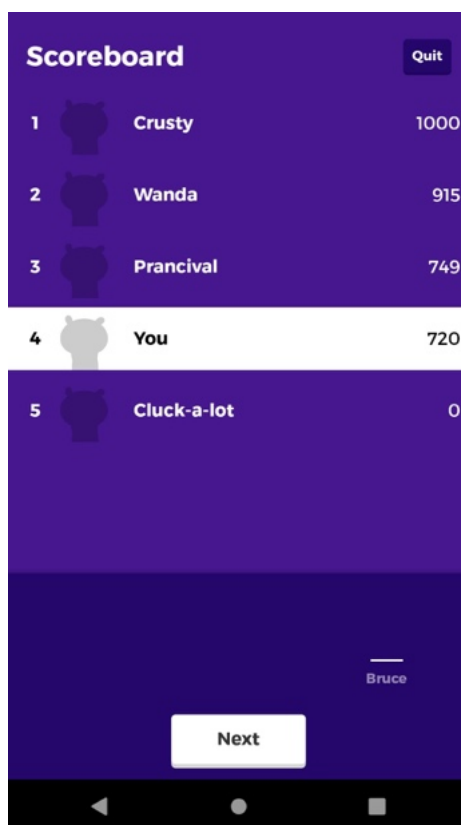 Scoreboard Quit
1 Crusty 1000
2 Wanda 915
3 Prancival 749
4 You 720
5 Cluck-a-lot 0
Bruce
Next